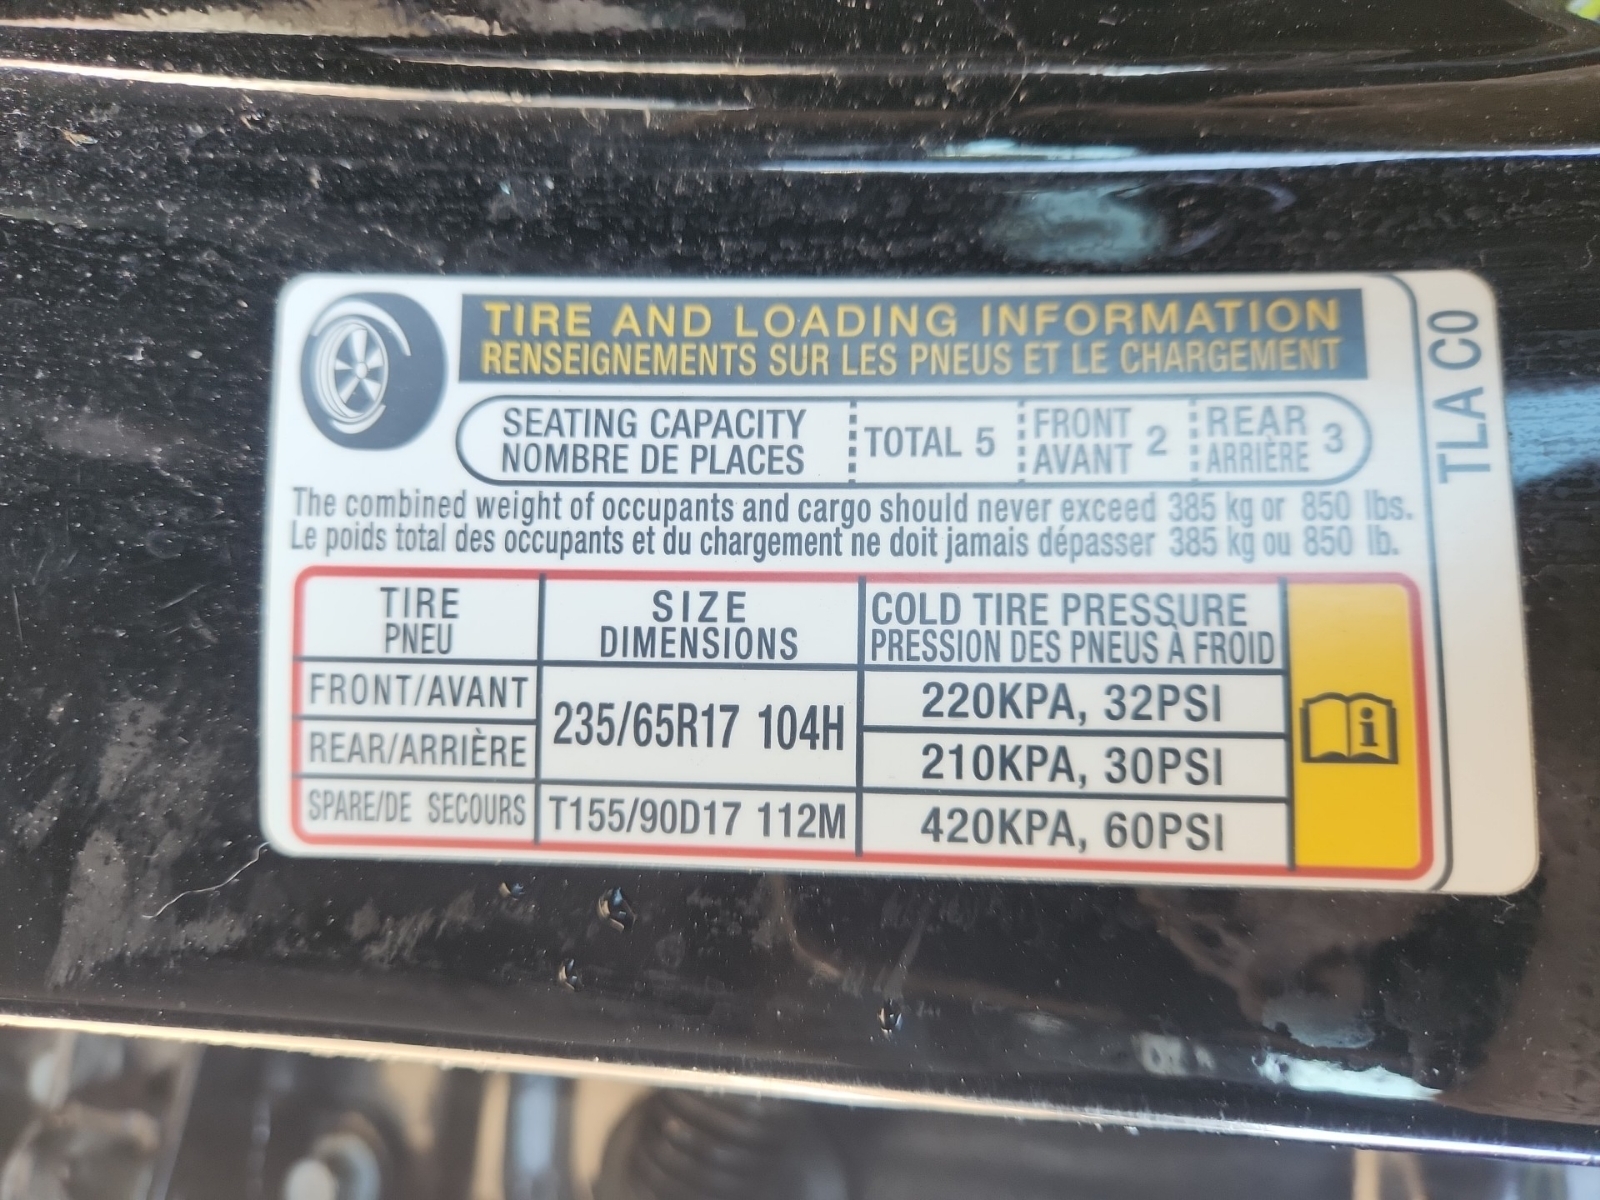 TIRE AND LOADING INFORMATION
RENSEIGNEMENTS SUR LES PNEUS ET LE CHARGEMENT
SEATING CAPACITY
NOMBRE DE PLACES
TOTAL 5
FRONT
AVANT
2
REAR
ARRIÈRE
3
The combined weight of occupants and cargo should never exceed 385 kg or 850 lbs.
Le poids total des occupants et du chargement ne doit jamais dépasser 385 kg ou 850 lb.
TIRE
PNEU
SIZE
DIMENSIONS
COLD TIRE PRESSURE
PRESSION DES PNEUS À FROID
FRONT/AVANT
235/65R17 104H
220KPA, 32PSI
REAR/ARRIÈRE
210KPA, 30PSI
SPARE/DE SECOURS
T155/90D17 112M
420KPA, 60PSI
TLA C0